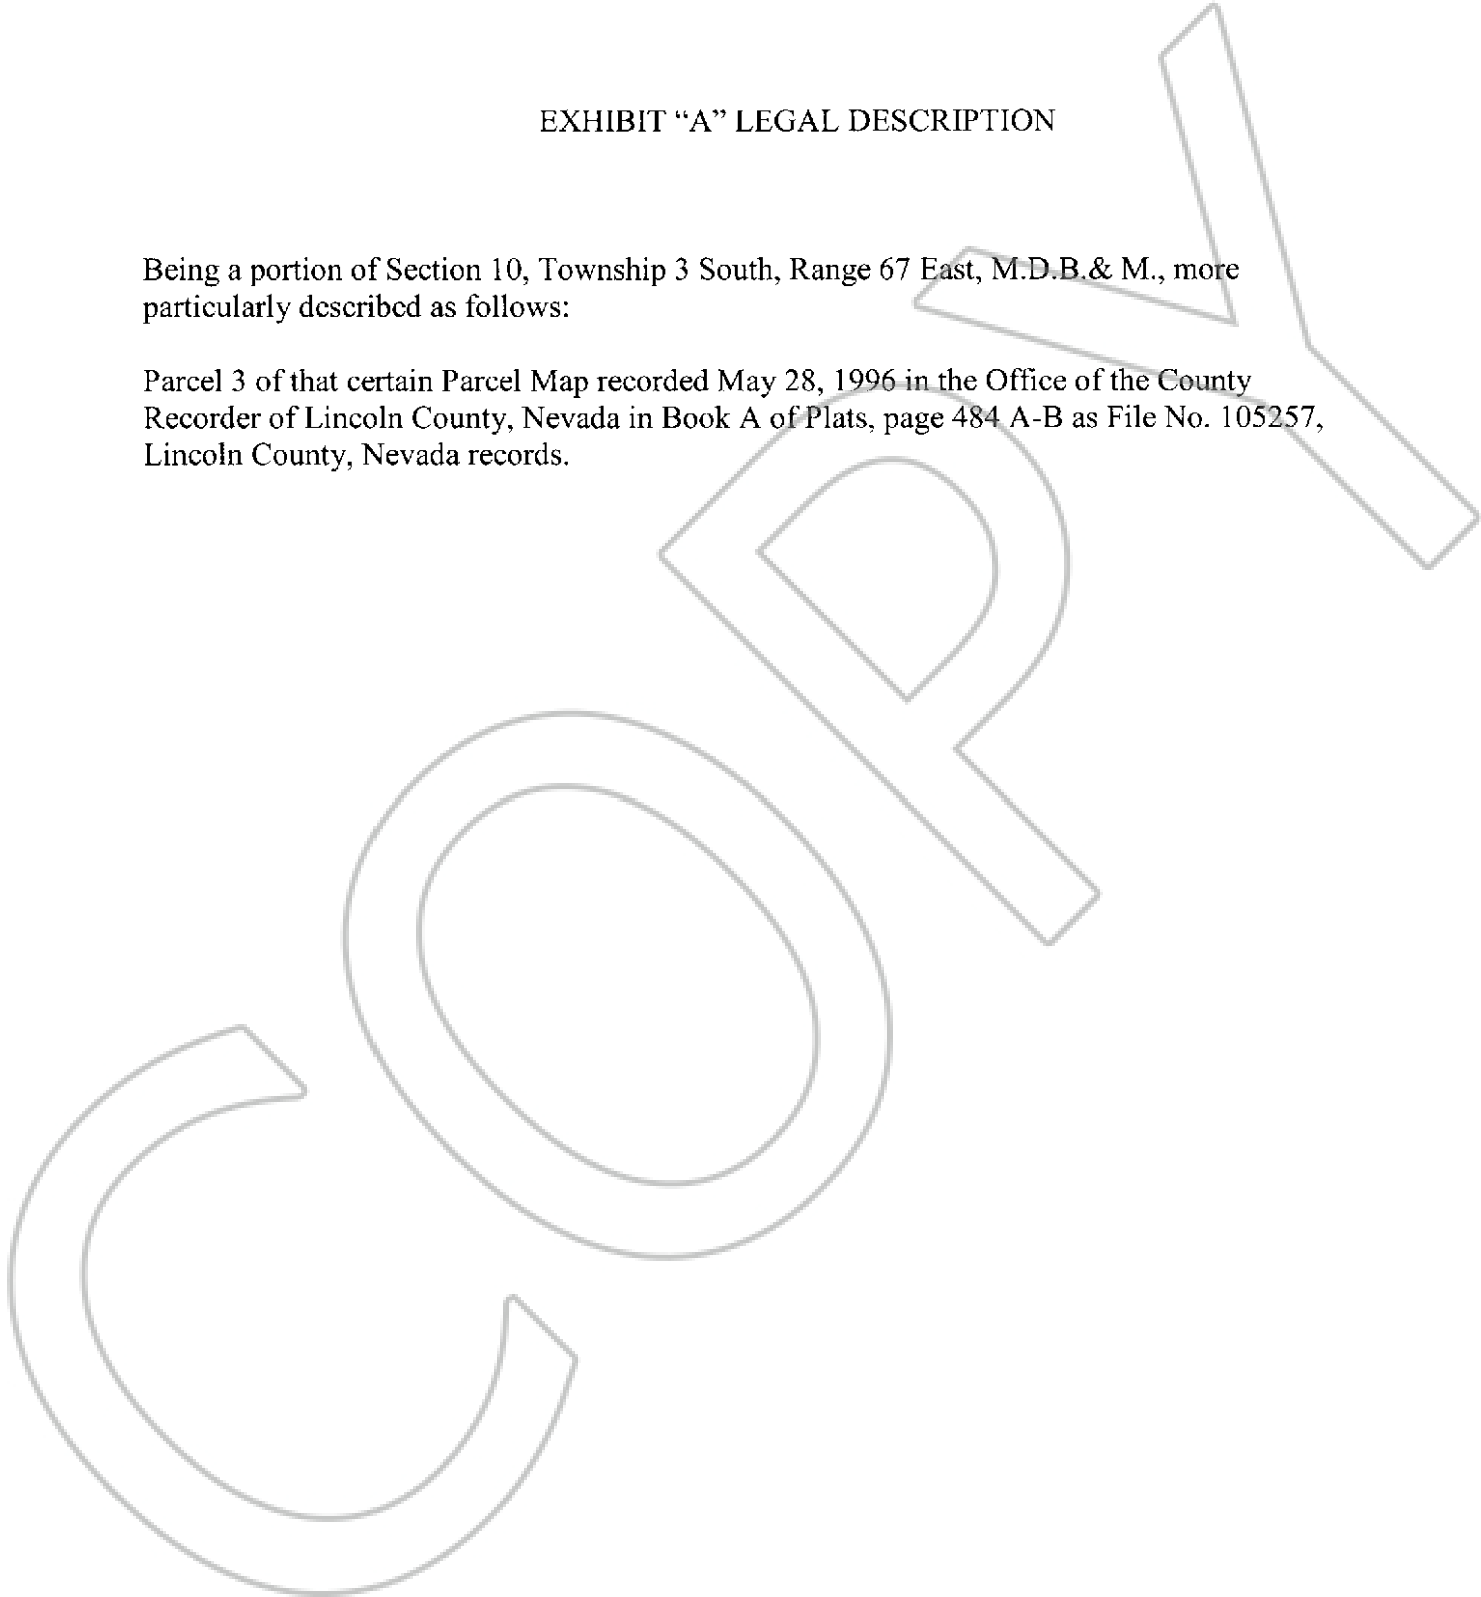 EXHIBIT “A” LEGAL DESCRIPTION
Being a portion of Section 10, Township 3 South, Range 67 East, M.D.B.& M., more
particularly described as follows:
Parcel 3 of that certain Parcel Map recorded May 28, 1996 in the Office of the County
Recorder of Lincoln County, Nevada in Book A of Plats, page 484 A-B as File No. 105257,
Lincoln County, Nevada records.
COPY